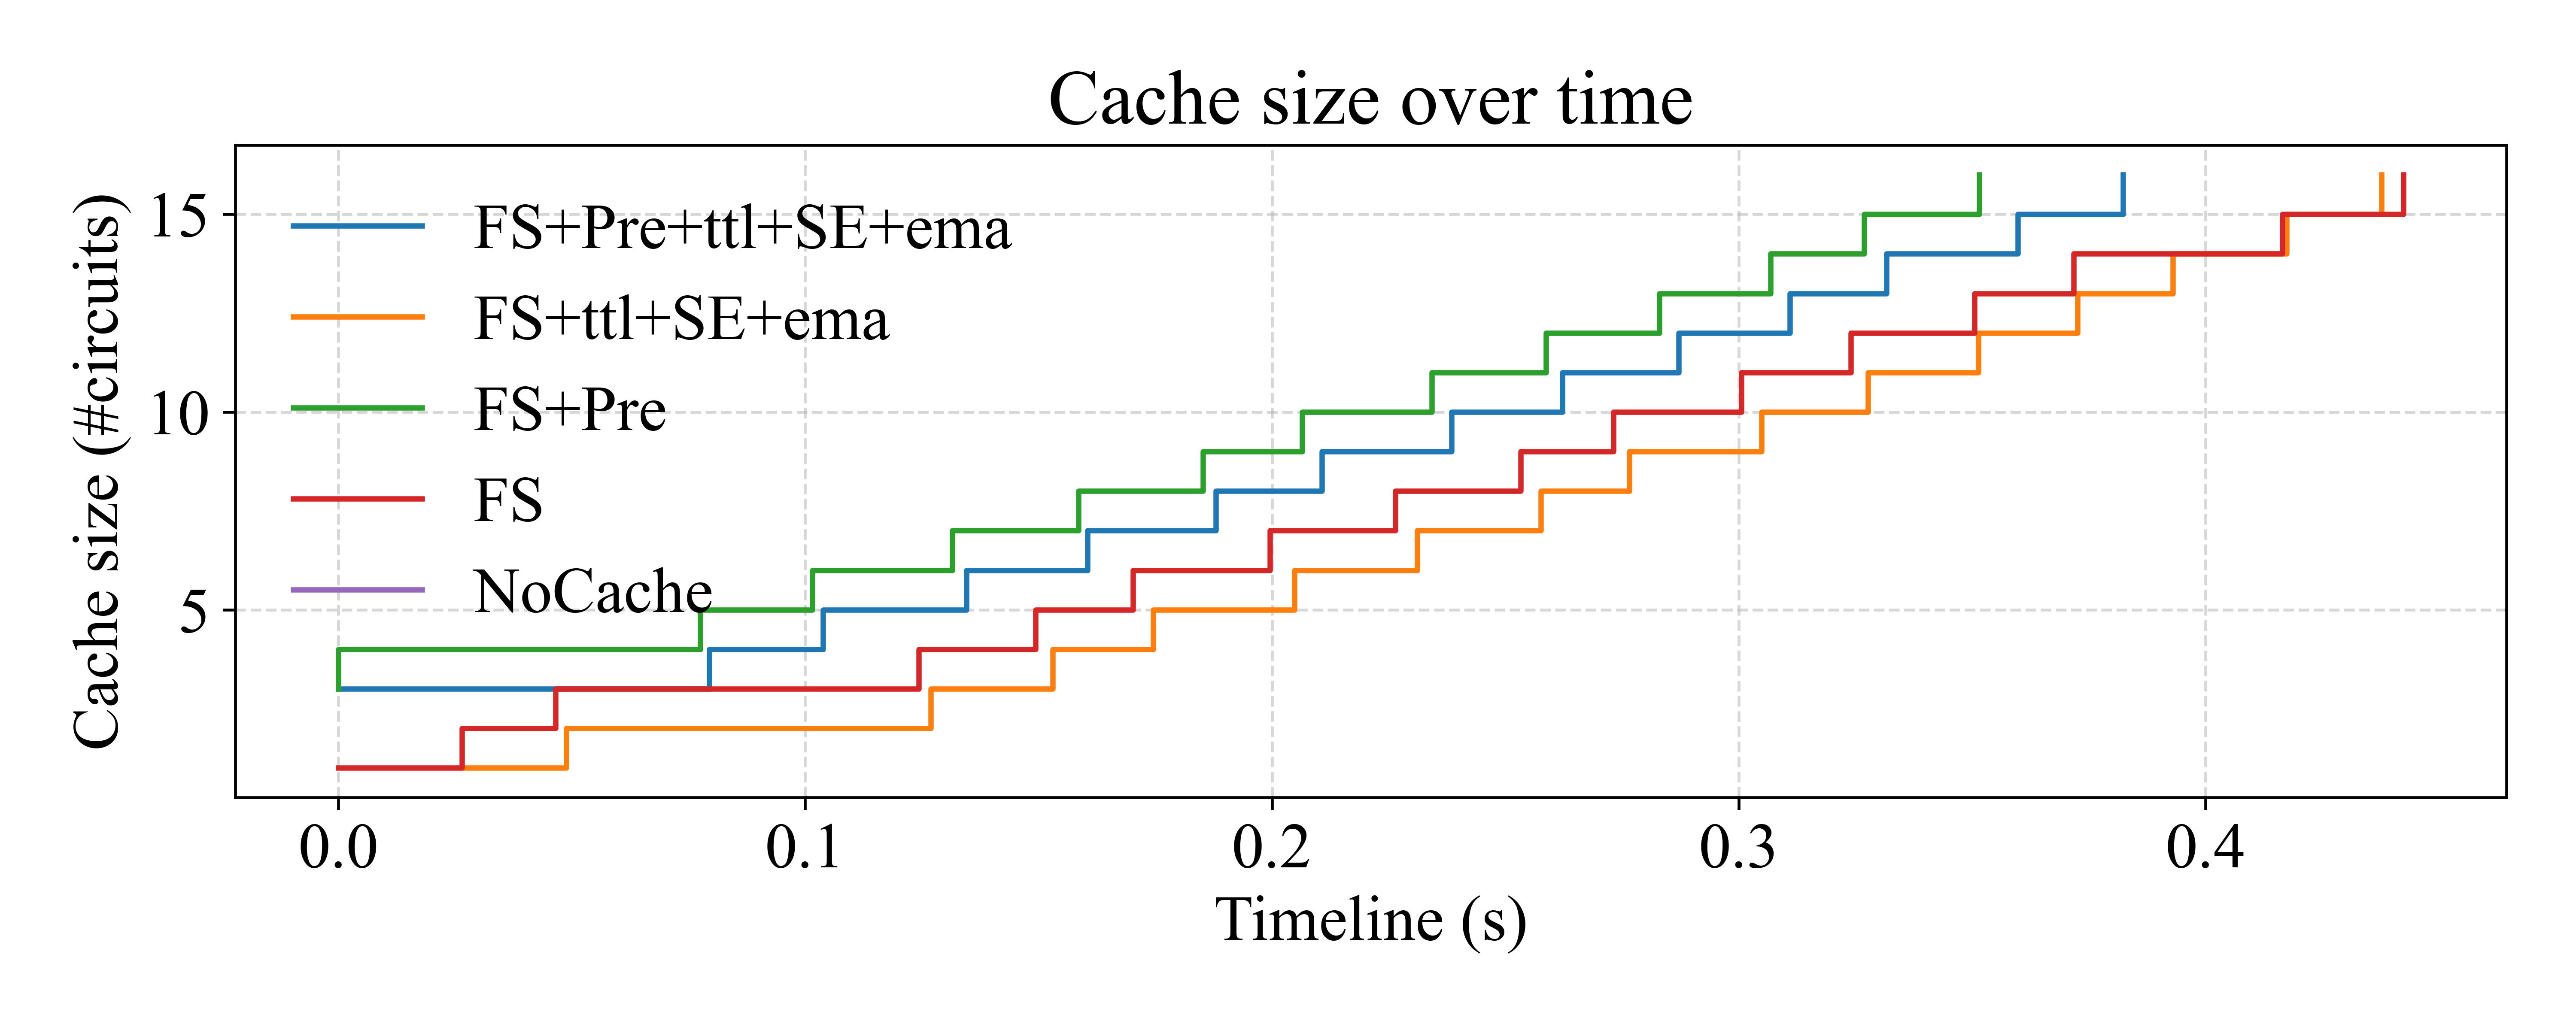 Cache size over time
Cache size (#circuits)
15
10
5
FS+Pre+ttl+SE+ema
FS+ttl+SE+ema
FS+Pre
FS
NoCache
0.0 0.1 0.2 0.3 0.4
Timeline (s)